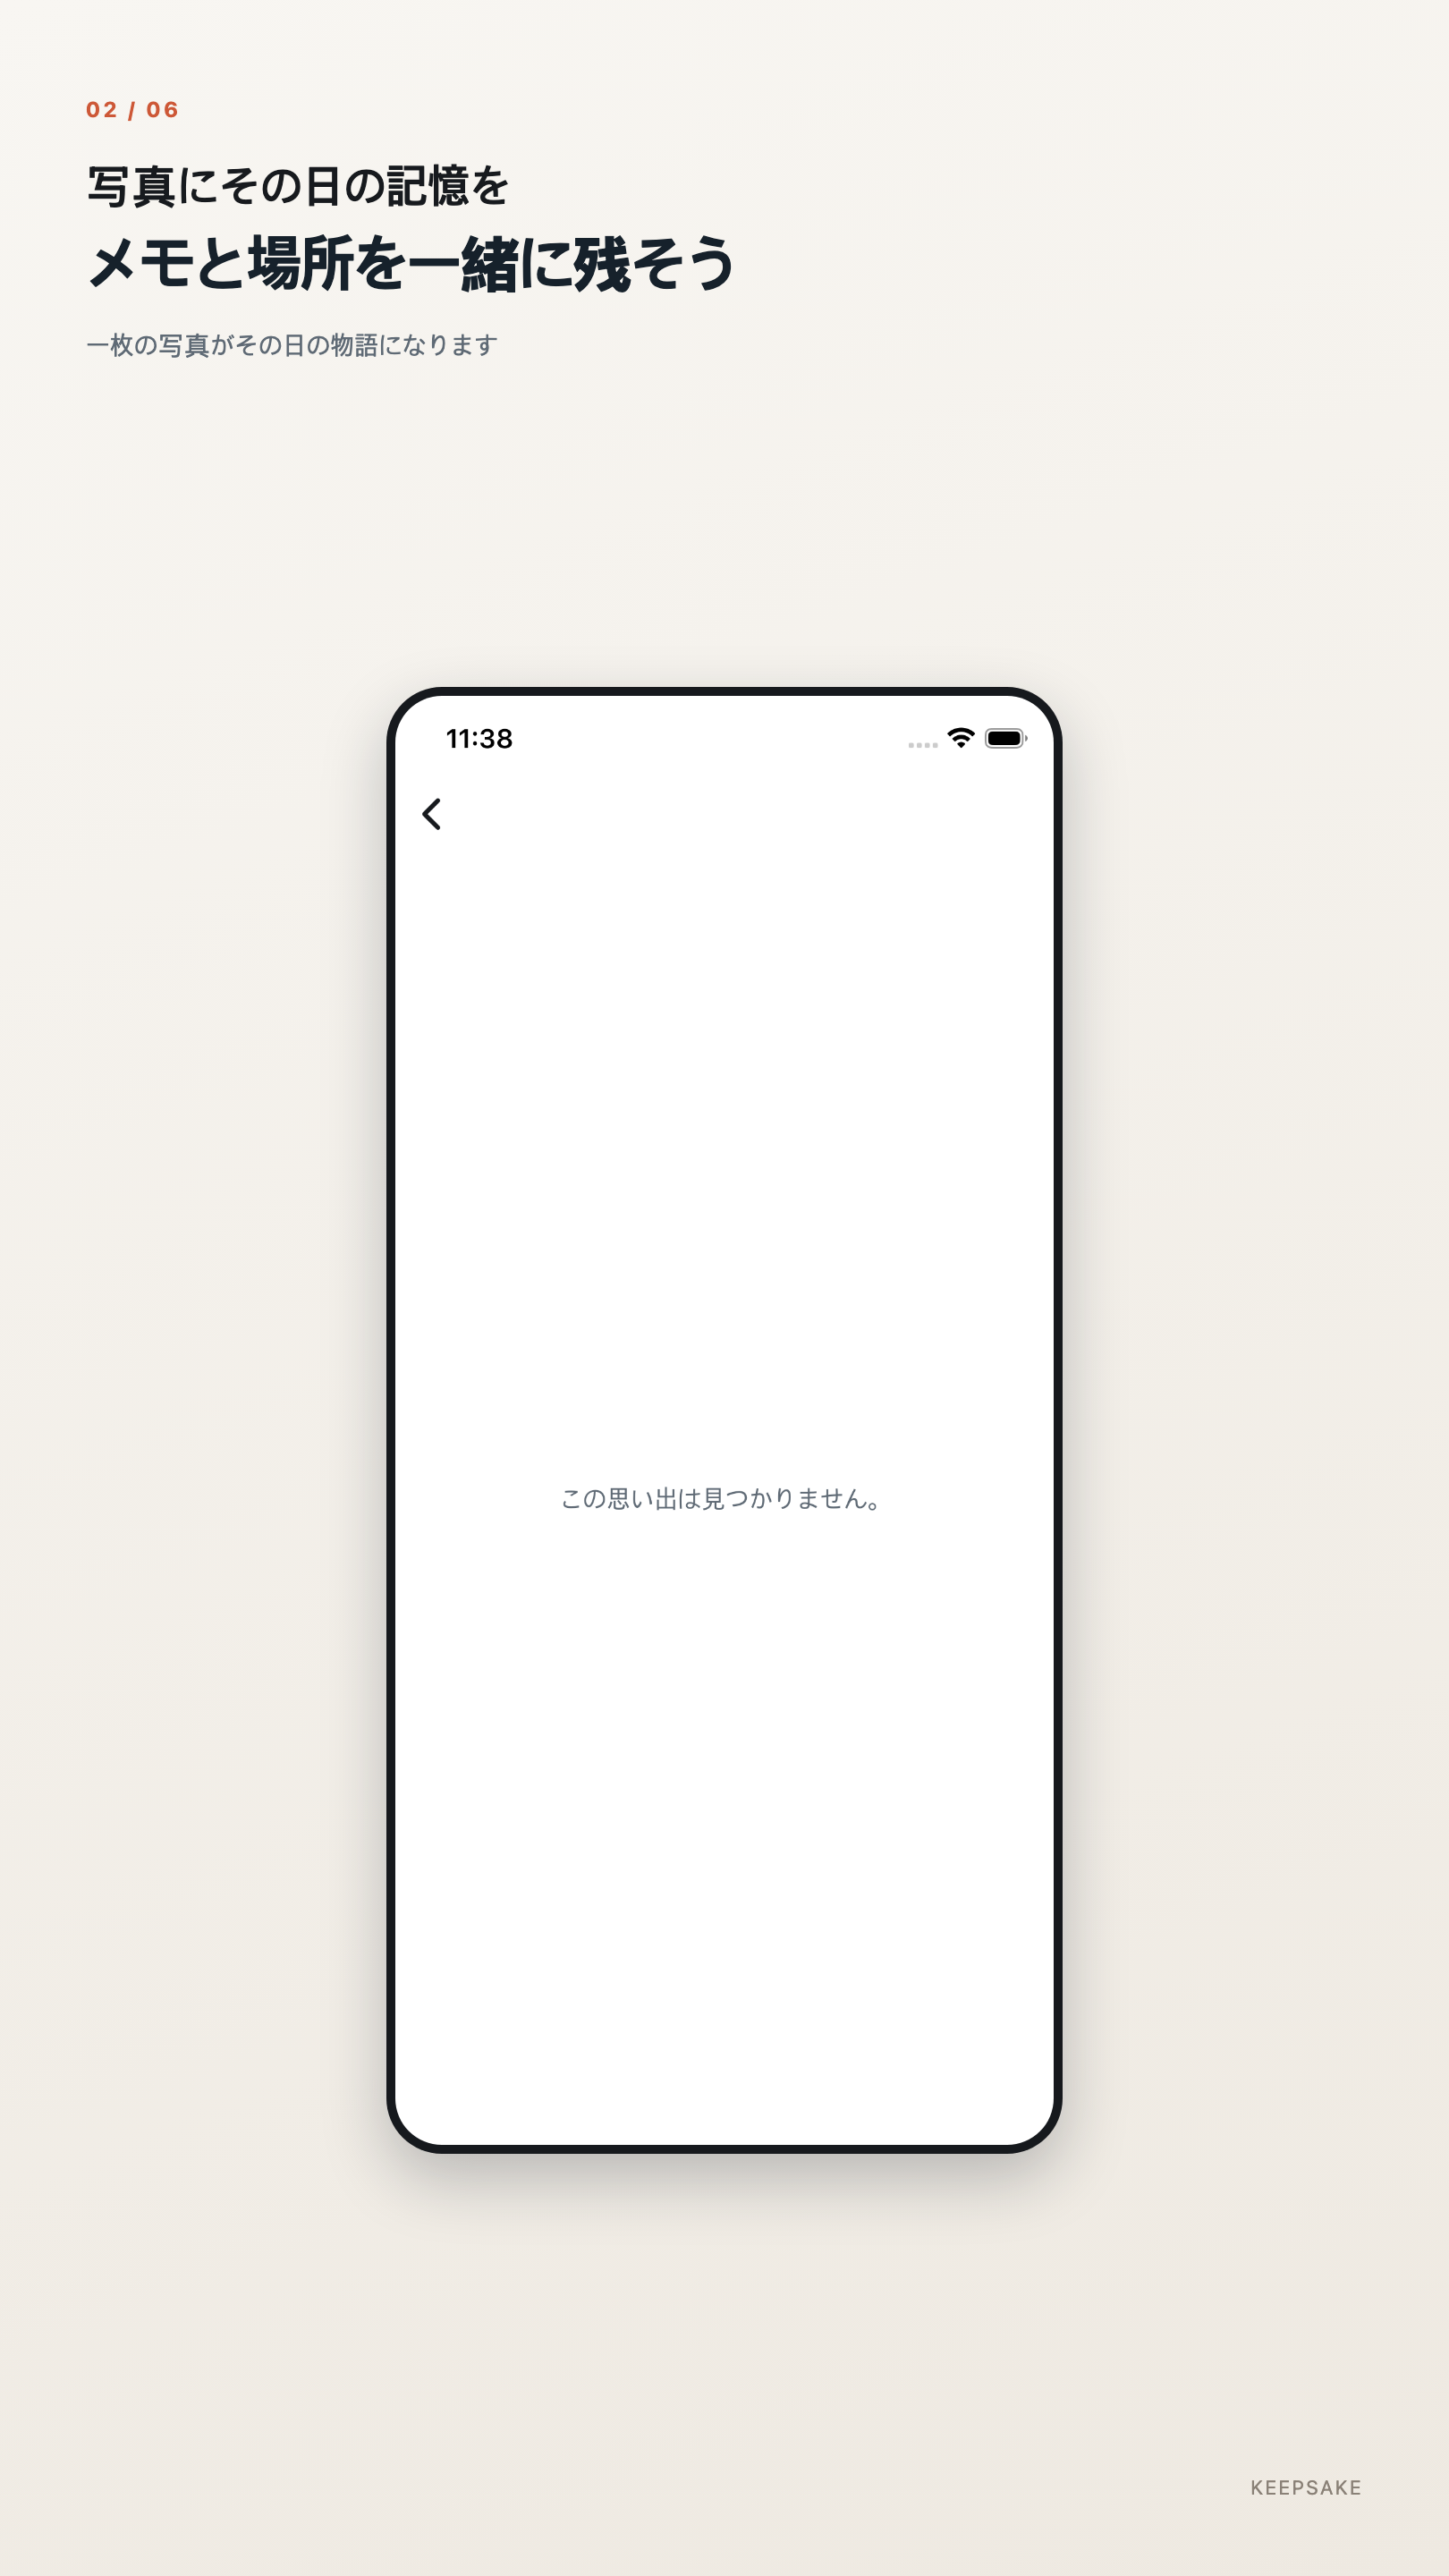 02 / 06
写真にその日の記憶を
メモと場所を一緒に残そう
一枚の写真がその日の物語になります
11:38
この思い出は見つかりません。
KEEPSAKE